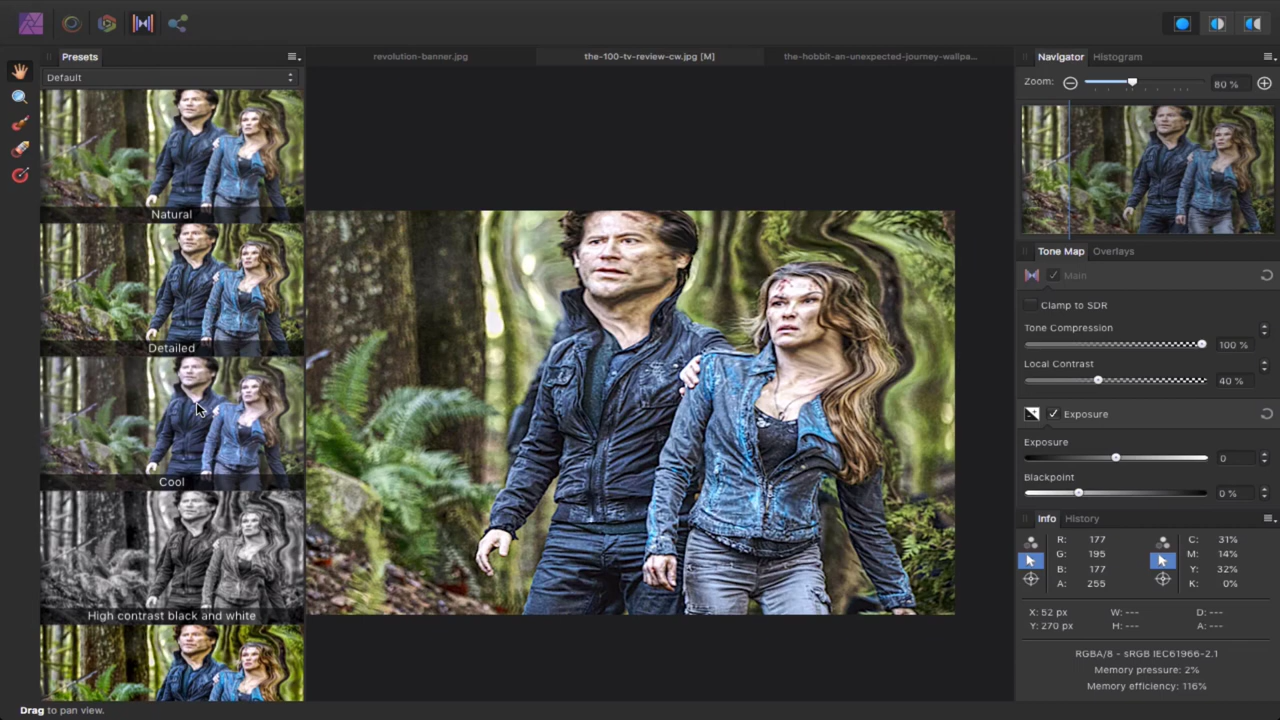 Presets
revolution-banner.jpg
the-100-tv-review-cw.jpg [M]
the-hobbit-an-unexpected-journey-wallpa...
Navigator
Histogram
Default
Zoom:
80 %
Natural
Detailed
Cool
High contrast black and white
Tone Map
Overlays
Main
Clamp to SDR
Tone Compression
100 %
Local Contrast
40 %
Exposure
Exposure
0
Blackpoint
0 %
Info
History
R: 177
G: 195
B: 177
A: 255
C: 31%
M: 14%
Y: 32%
K: 0%
X: 52 px
Y: 270 px
W: ---
H: ---
D: ---
A: ---
RGBA/8 - sRGB IEC61966-2.1
Memory pressure: 2%
Memory efficiency: 116%
Drag to pan view.